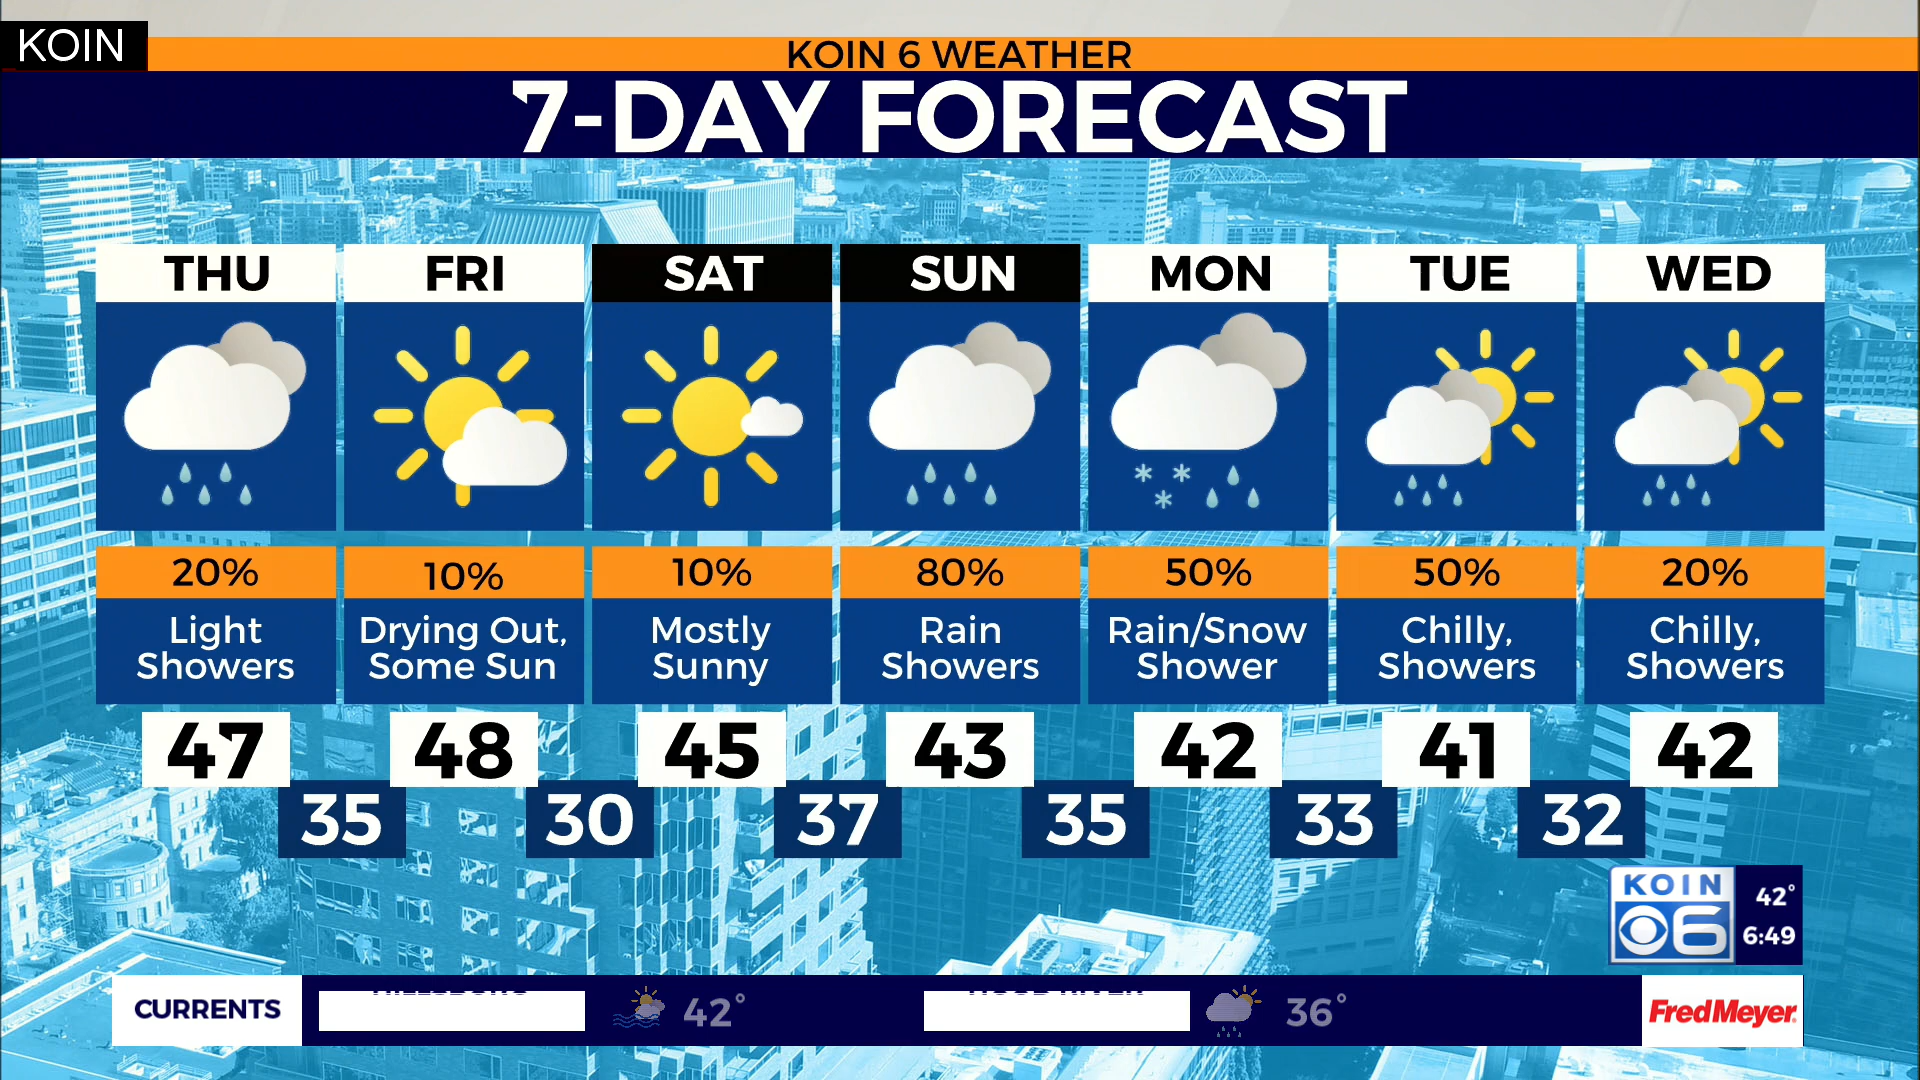 KOIN
KOIN 6 WEATHER
7-DAY FORECAST
THU FRI SAT SUN MON TUE WED
20% 10% 10% 80% 50% 50% 20%
Light Drying Out, Mostly Rain Rain/Snow Chilly, Chilly,
Showers Some Sun Sunny Showers Shower Showers Showers
47 48 45 43 42 41 42
35 30 37 35 33 32
KOIN 42°
6 6:49
CURRENTS 42° 36° FredMeyer